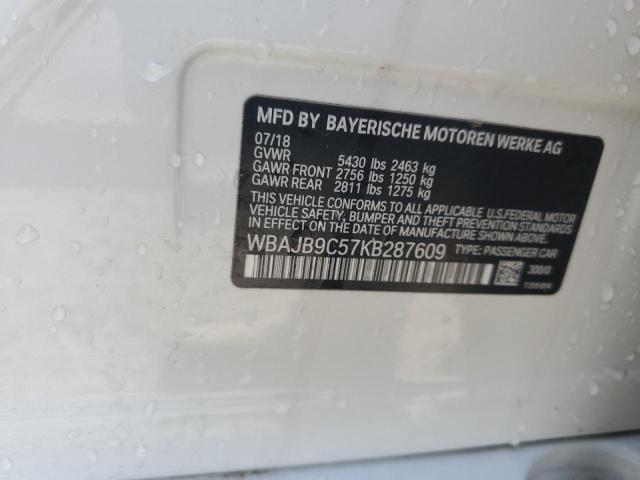 MFD BY BAYERISCHE MOTOREN WERKE AG
07/18
GVWR 5430 lbs 2463 kg
GAWR FRONT 2756 lbs 1250 kg
GAWR REAR 2811 lbs 1275 kg
THIS VEHICLE CONFORMS TO ALL APPLICABLE U.S.FEDERAL MOTOR
VEHICLE SAFETY, BUMPER AND THEFT PREVENTION STANDARDS
IN EFFECT ON THE DATE OF MANUFACTURE SHOWN ABOVE.
WBAJB9C57KB287609 TYPE: PASSENGER CAR